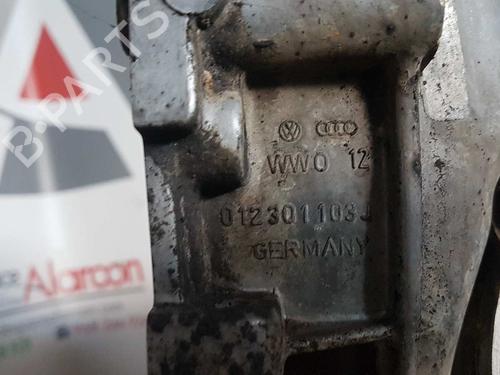 B-PARTS
WWO 12
012301103J
GERMANY
Alarcon